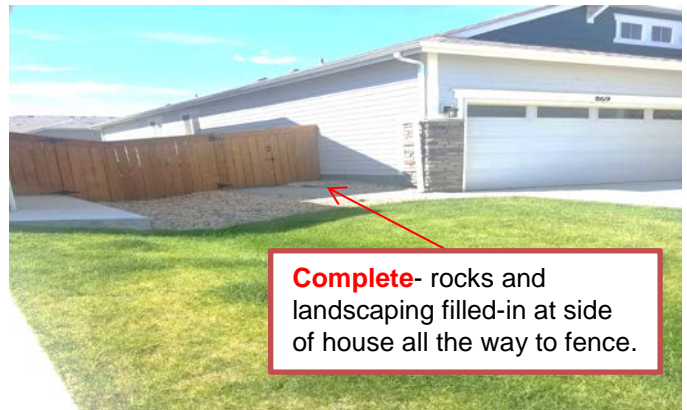 Complete- rocks and
landscaping filled-in at side
of house all the way to fence.